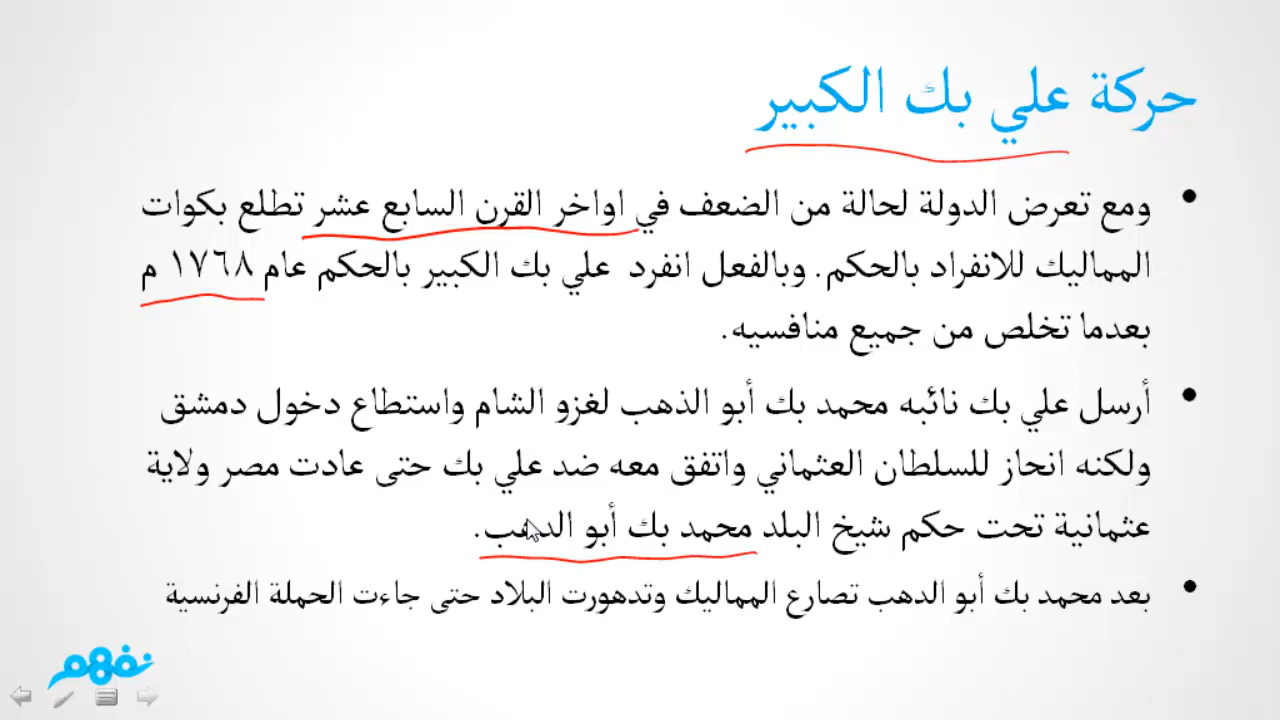 حركة علي بك الكبير
• ومع تعرض الدولة لحالة من الضعف في اواخر القرن السابع عشر تطلع بكوات
المماليك للانفراد بالحكم. وبالفعل انفرد علي بك الكبير بالحكم عام ١٧٦٨ م
بعدما تخلص من جميع منافسيه.
• أرسل علي بك نائبه محمد بك أبو الذهب لغزو الشام واستطاع دخول دمشق
ولكنه انحاز للسلطان العثماني واتفق معه ضد علي بك حتى عادت مصر ولاية
عثمانية تحت حكم شيخ البلد محمد بك أبو الدهب.
• بعد محمد بك أبو الدهب تصارع المماليك وتدهورت البلاد حتى جاءت الحملة الفرنسية
نفهم